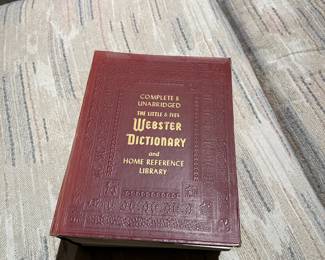 COMPLETE &
UNABRIDGED
THE LITTLE & IVES
WEBSTER
DICTIONARY
and
HOME REFERENCE
LIBRARY